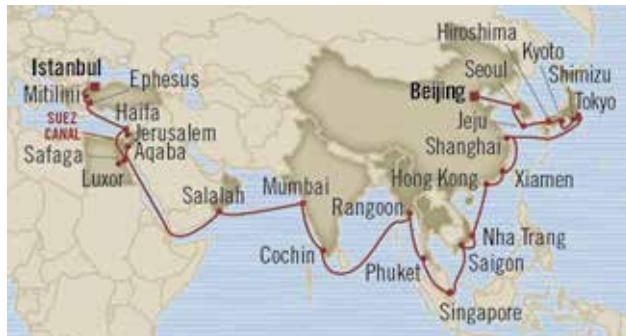 Hiroshima
Kyoto
Seoul
Shimizu
Istanbul
Ephesus
Beijing
Tokyo
Mitilini
Haifa
Jeju
SUEZ
CANAL
Jerusalem
Shanghai
Safaga
Aqaba
Luxor
Hong Kong
Xiamen
Salalah
Mumbai
Rangoon
Cochin
Nha Trang
Phuket
Saigon
Singapore